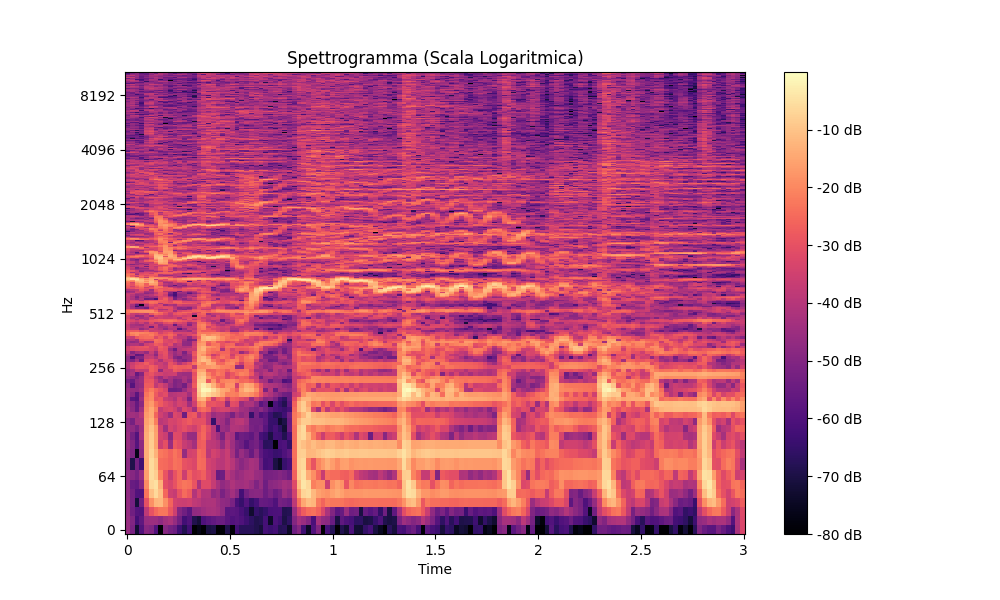 Spettrogramma (Scala Logaritmica)
8192
4096
2048
1024
512
256
128
64
0
Hz
0
0.5
1
1.5
2
2.5
3
Time
-10 dB
-20 dB
-30 dB
-40 dB
-50 dB
-60 dB
-70 dB
-80 dB